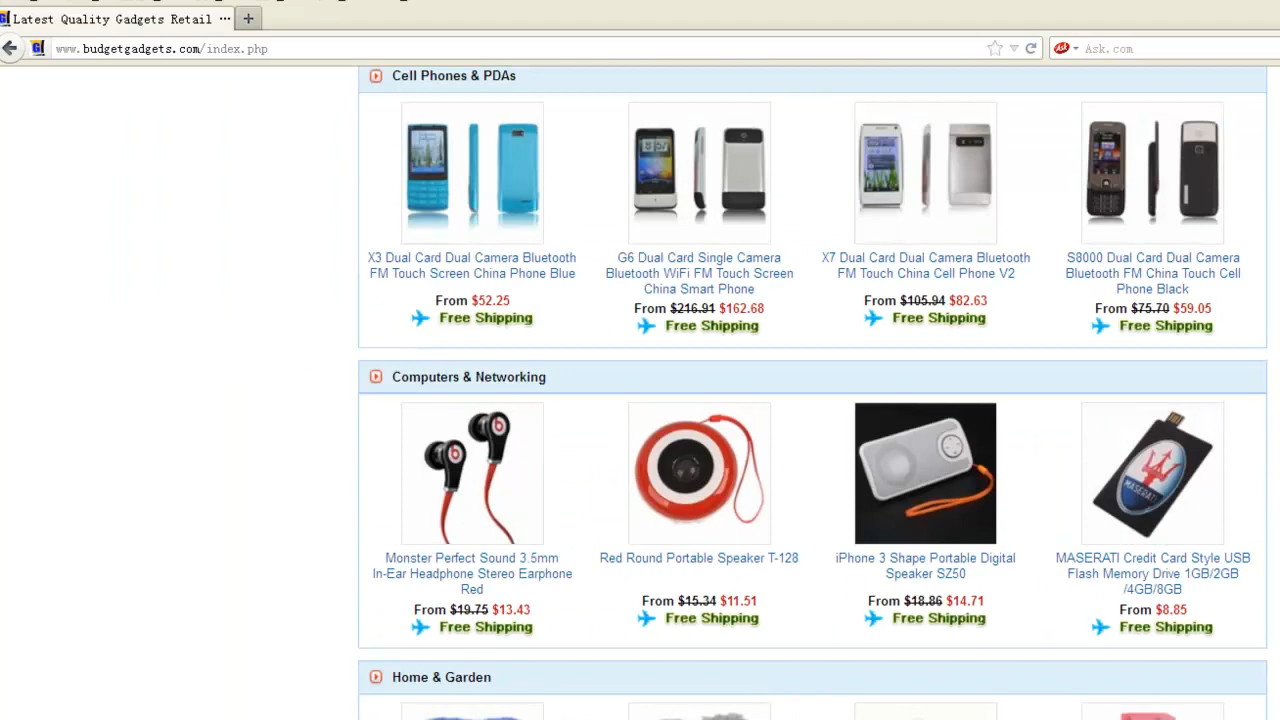 Latest Quality Gadgets Retail ···
www.budgetgadgets.com/index.php
Ask.com
Cell Phones & PDAs
X3 Dual Card Dual Camera Bluetooth
FM Touch Screen China Phone Blue
From $52.25
Free Shipping
G6 Dual Card Single Camera
Bluetooth WiFi FM Touch Screen
China Smart Phone
From $216.91 $162.68
Free Shipping
X7 Dual Card Dual Camera Bluetooth
FM Touch China Cell Phone V2
From $105.94 $82.63
Free Shipping
S8000 Dual Card Dual Camera
Bluetooth FM China Touch Cell
Phone Black
From $75.70 $59.05
Free Shipping
Computers & Networking
Monster Perfect Sound 3.5mm
In-Ear Headphone Stereo Earphone
Red
From $19.75 $13.43
Free Shipping
Red Round Portable Speaker T-128
From $15.34 $11.51
Free Shipping
iPhone 3 Shape Portable Digital
Speaker SZ50
From $18.86 $14.71
Free Shipping
MASERATI
MASERATI Credit Card Style USB
Flash Memory Drive 1GB/2GB
/4GB/8GB
From $8.85
Free Shipping
Home & Garden